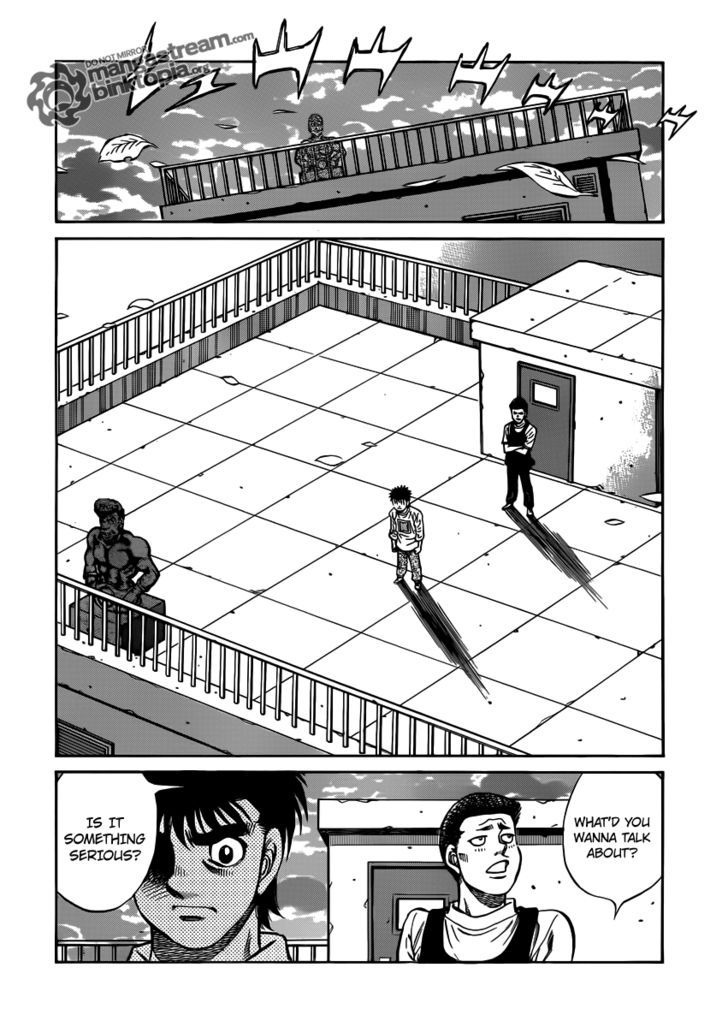 DO NOT MIRROR
mangastream.com
binktopia.org
IS IT
SOMETHING
SERIOUS?
WHAT'D YOU
WANNA TALK
ABOUT?